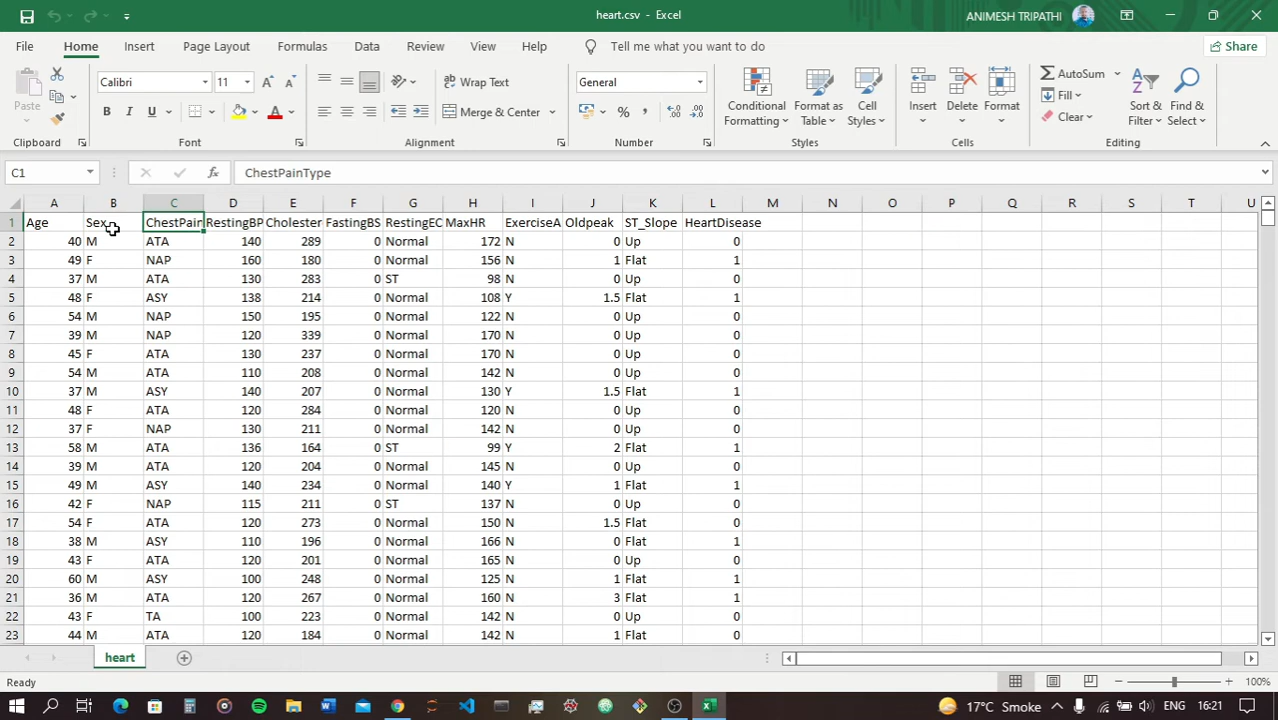 heart.csv - Excel
ANIMESH TRIPATHI
File Home Insert Page Layout Formulas Data Review View Help Tell me what you want to do Share
Paste
Calibri 11
B I U
Wrap Text
Merge & Center
General
Conditional Formatting
Format as Table
Cell Styles
Insert Delete Format
AutoSum
Fill
Clear
Sort & Filter
Find & Select
Clipboard Font Alignment Number Styles Cells Editing
C1 fx ChestPainType
A B C D E F G H I J K L M N O P Q R S T U
1 Age Sex ChestPain RestingBP Cholester FastingBS RestingEC MaxHR ExerciseA Oldpeak ST_Slope HeartDisease
2 40 M ATA 140 289 0 Normal 172 N 0 Up 0
3 49 F NAP 160 180 0 Normal 156 N 1 Flat 1
4 37 M ATA 130 283 0 ST 98 N 0 Up 0
5 48 F ASY 138 214 0 Normal 108 Y 1.5 Flat 1
6 54 M NAP 150 195 0 Normal 122 N 0 Up 0
7 39 M NAP 120 339 0 Normal 170 N 0 Up 0
8 45 F ATA 130 237 0 Normal 170 N 0 Up 0
9 54 M ATA 110 208 0 Normal 142 N 0 Up 0
10 37 M ASY 140 207 0 Normal 130 Y 1.5 Flat 1
11 48 F ATA 120 284 0 Normal 120 N 0 Up 0
12 37 F NAP 130 211 0 Normal 142 N 0 Up 0
13 58 M ATA 136 164 0 ST 99 Y 2 Flat 1
14 39 M ATA 120 204 0 Normal 145 N 0 Up 0
15 49 M ASY 140 234 0 Normal 140 Y 1 Flat 1
16 42 F NAP 115 211 0 ST 137 N 0 Up 0
17 54 F ATA 120 273 0 Normal 150 N 1.5 Flat 0
18 38 M ASY 110 196 0 Normal 166 N 0 Flat 1
19 43 F ATA 120 201 0 Normal 165 N 0 Up 0
20 60 M ASY 100 248 0 Normal 125 N 1 Flat 1
21 36 M ATA 120 267 0 Normal 160 N 3 Flat 1
22 43 F TA 100 223 0 Normal 142 N 0 Up 0
23 44 M ATA 120 184 0 Normal 142 N 1 Flat 0
heart
Ready 100%
17°C Smoke ENG 16:21